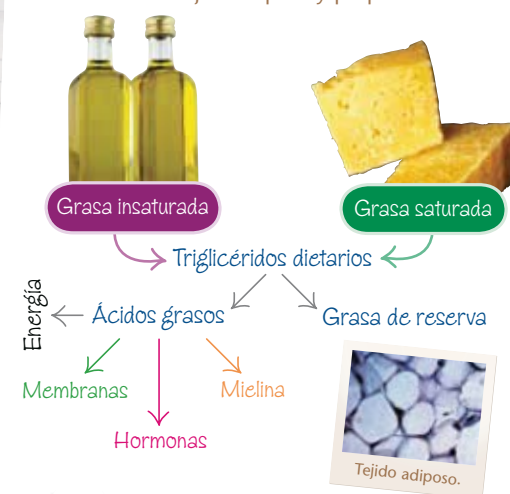 Grasa insaturada
Grasa saturada
Triglicéridos dietarios
Energía
Ácidos grasos
Grasa de reserva
Membranas
Mielina
Hormonas
Tejido adiposo.